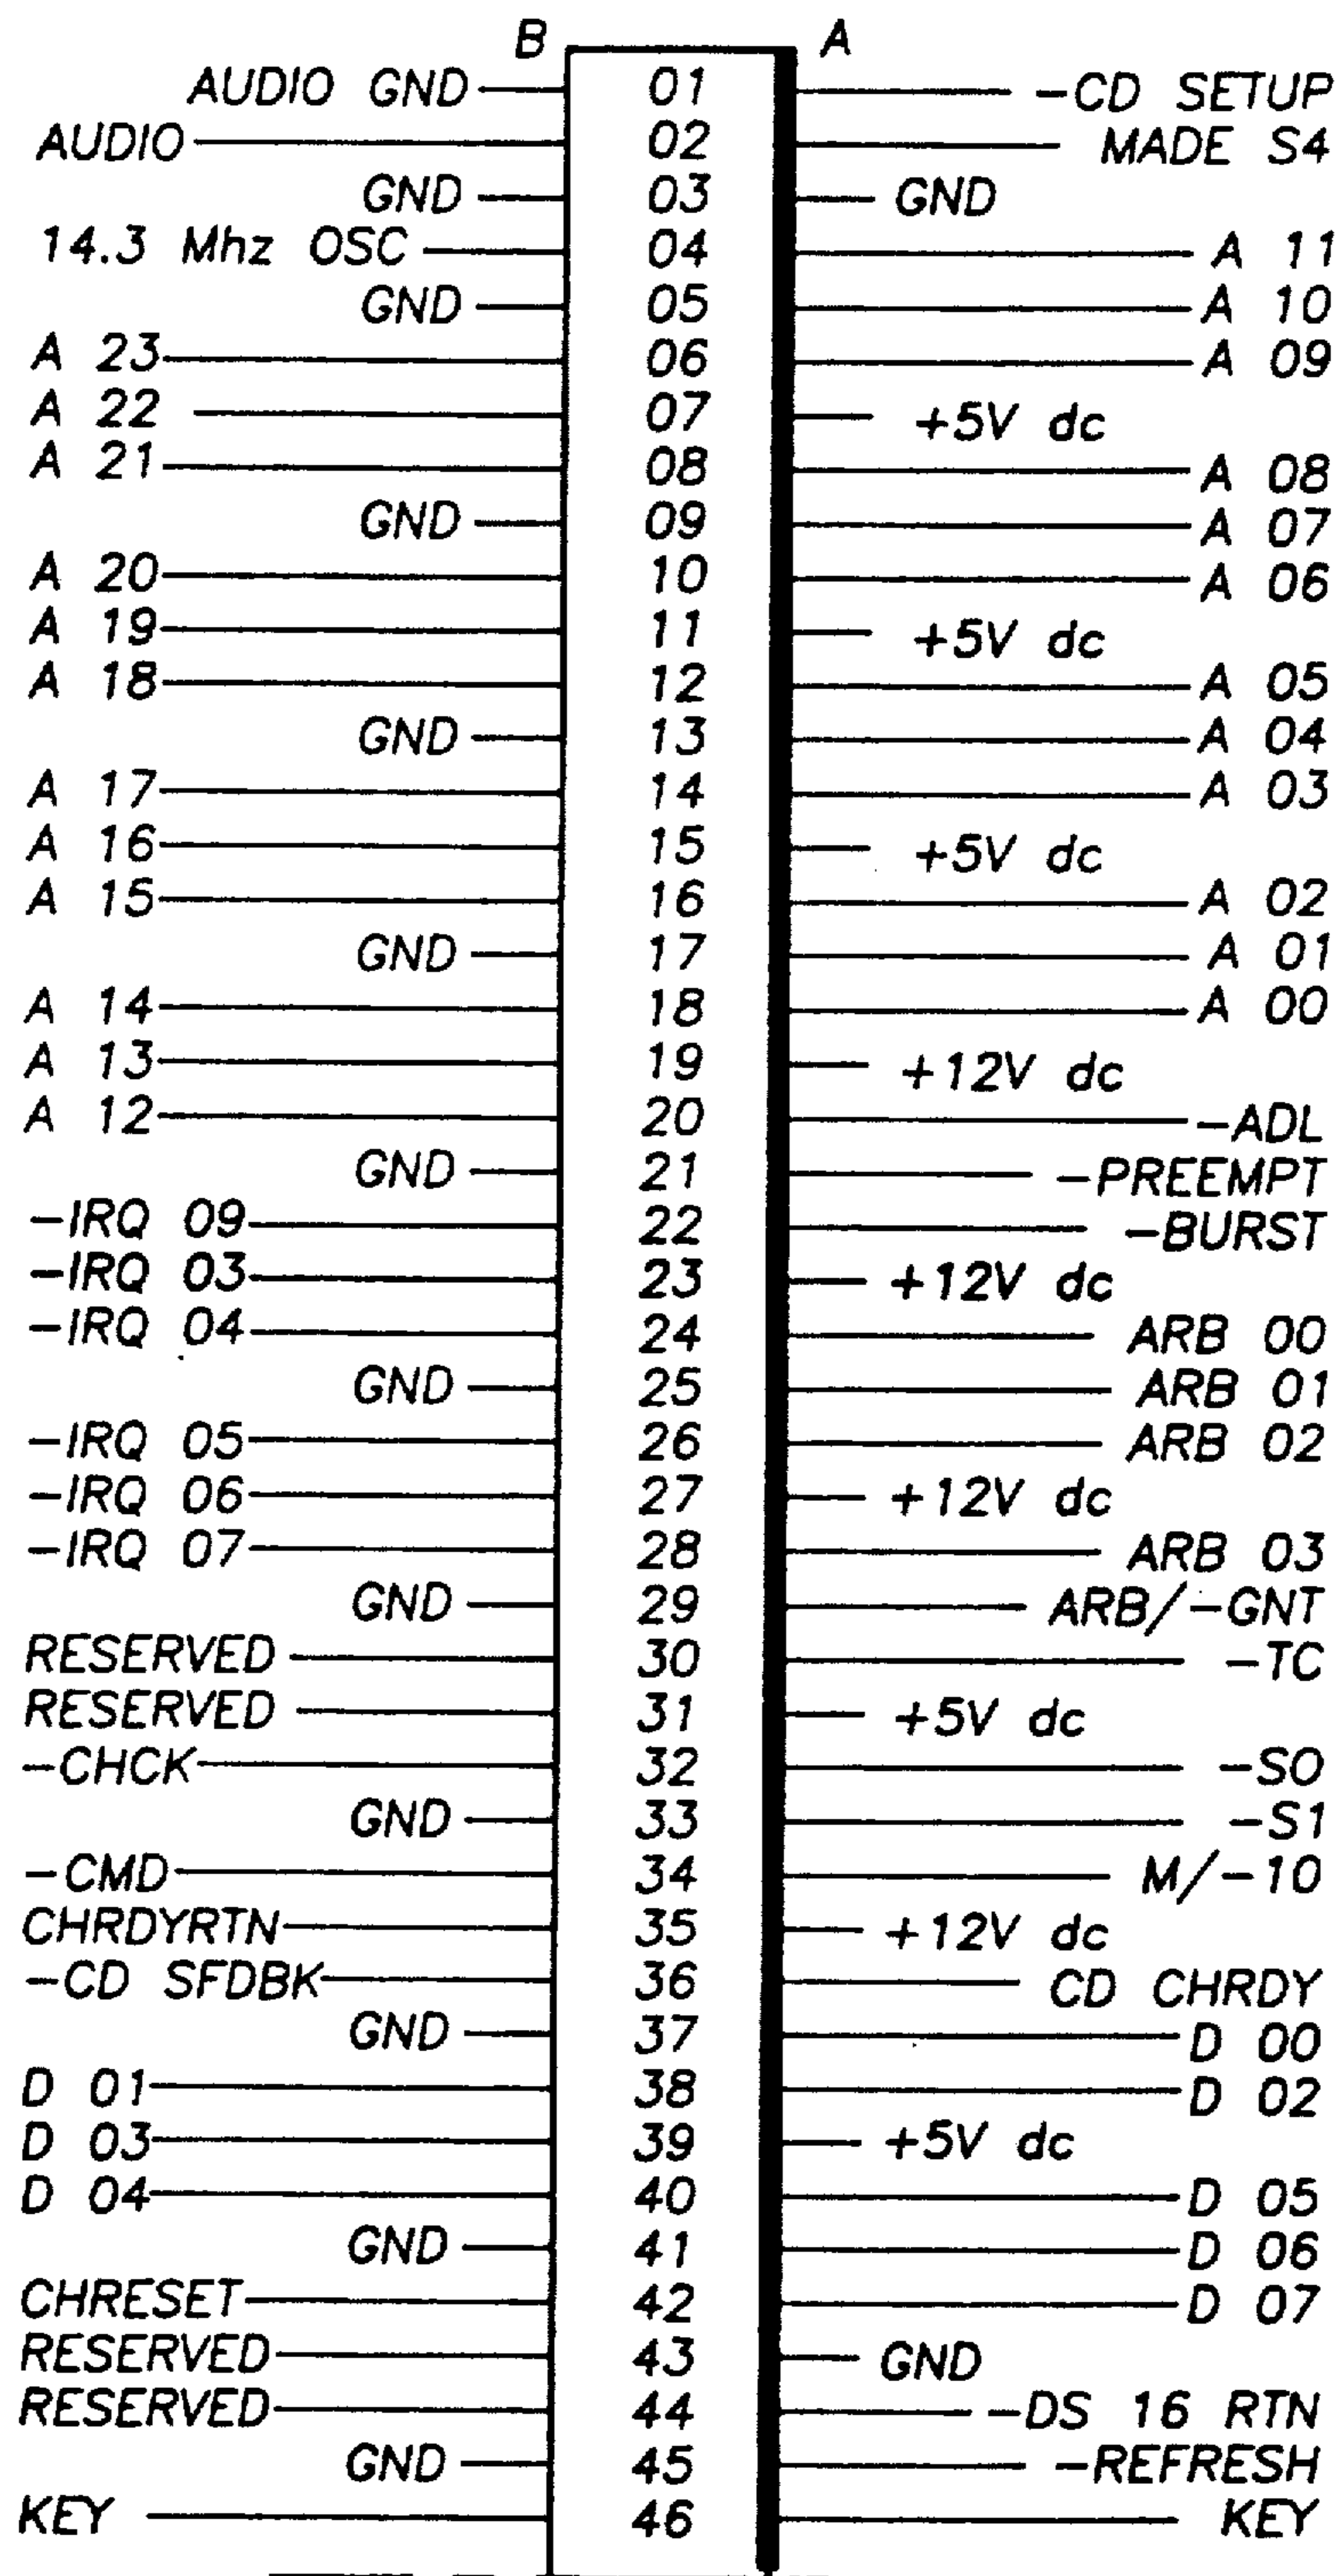 B A
AUDIO GND 01 -CD SETUP
AUDIO 02 MADE S4
GND 03 GND
14.3 Mhz OSC 04 A 11
GND 05 A 10
A 23 06 A 09
A 22 07 +5V dc
A 21 08 A 08
GND 09 A 07
A 20 10 A 06
A 19 11 +5V dc
A 18 12 A 05
GND 13 A 04
A 17 14 A 03
A 16 15 +5V dc
A 15 16 A 02
GND 17 A 01
A 14 18 A 00
A 13 19 +12V dc
A 12 20 -ADL
GND 21 -PREEMPT
-IRQ 09 22 -BURST
-IRQ 03 23 +12V dc
-IRQ 04 24 ARB 00
GND 25 ARB 01
-IRQ 05 26 ARB 02
-IRQ 06 27 +12V dc
-IRQ 07 28 ARB 03
GND 29 ARB/-GNT
RESERVED 30 -TC
RESERVED 31 +5V dc
-CHCK 32 -SO
GND 33 -S1
-CMD 34 M/-10
CHRDYRTN 35 +12V dc
-CD SFDBK 36 CD CHRDY
GND 37 D 00
D 01 38 D 02
D 03 39 +5V dc
D 04 40 D 05
GND 41 D 06
CHRESET 42 D 07
RESERVED 43 GND
RESERVED 44 -DS 16 RTN
GND 45 -REFRESH
KEY 46 KEY